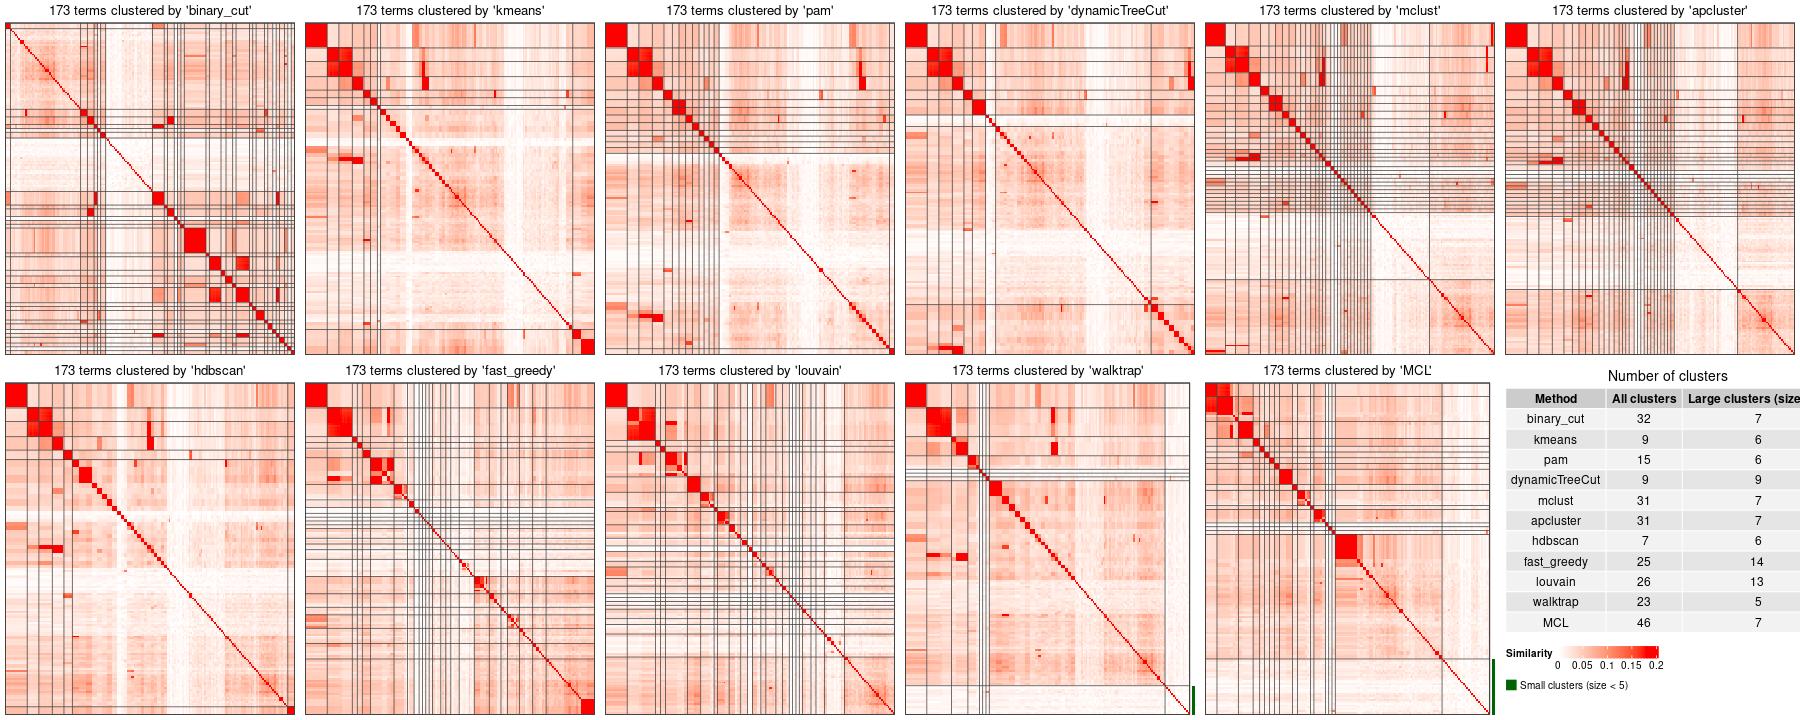 173 terms clustered by 'binary_cut'
173 terms clustered by 'kmeans'
173 terms clustered by 'pam'
173 terms clustered by 'dynamicTreeCut'
173 terms clustered by 'mclust'
173 terms clustered by 'apcluster'
173 terms clustered by 'hdbscan'
173 terms clustered by 'fast_greedy'
173 terms clustered by 'louvain'
173 terms clustered by 'walktrap'
173 terms clustered by 'MCL'
Number of clusters
Method All clusters Large clusters (size
binary_cut 32 7
kmeans 9 6
pam 15 6
dynamicTreeCut 9 9
mclust 31 7
apcluster 31 7
hdbscan 7 6
fast_greedy 25 14
louvain 26 13
walktrap 23 5
MCL 46 7
Similarity
0 0.05 0.1 0.15 0.2
Small clusters (size < 5)